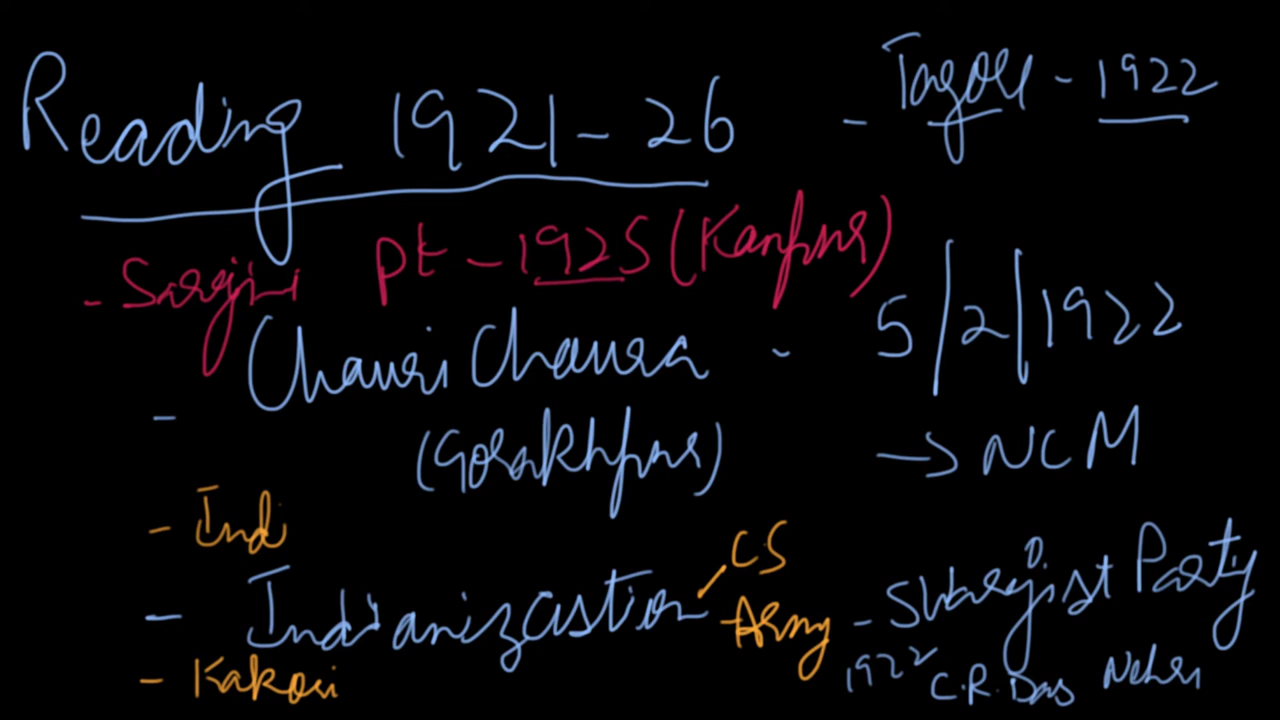 Reading 1921-26
- Tagore - 1922
- Sarojini Pt - 1925 (Kanpur)
- Chauri Chaura - 5/2/1922
(Gorakhpur) → NCM
- Ind
- Indianization CS
Army
- Swarajist Party
1922 C.R. Das Nehru
- Kakori